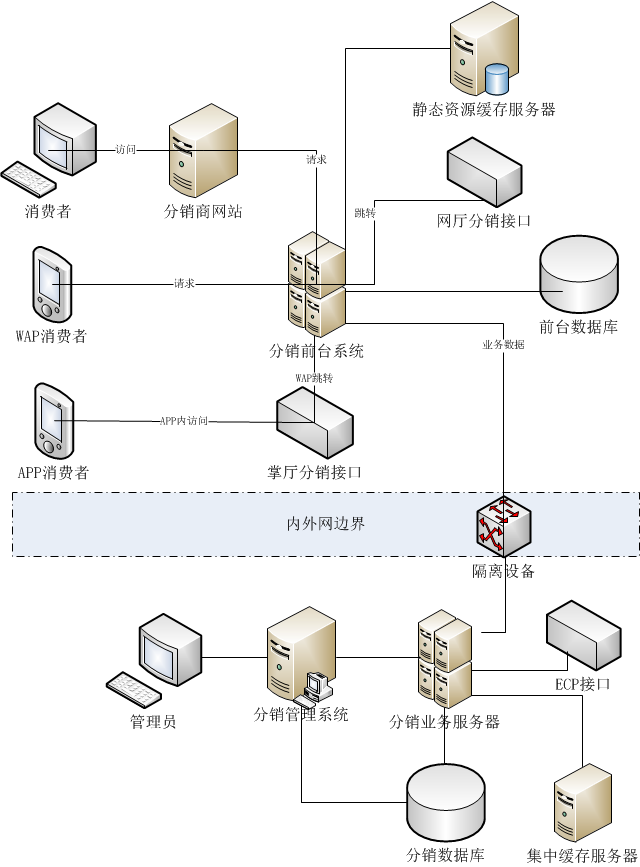 静态资源缓存服务器
访问
请求
消费者
分销商网站
跳转
网厅分销接口
请求
WAP消费者
分销前台系统
前台数据库
业务数据
WAP跳转
APP内访问
APP消费者
掌厅分销接口
内外网边界
隔离设备
管理员
分销管理系统
分销业务服务器
ECP接口
分销数据库
集中缓存服务器